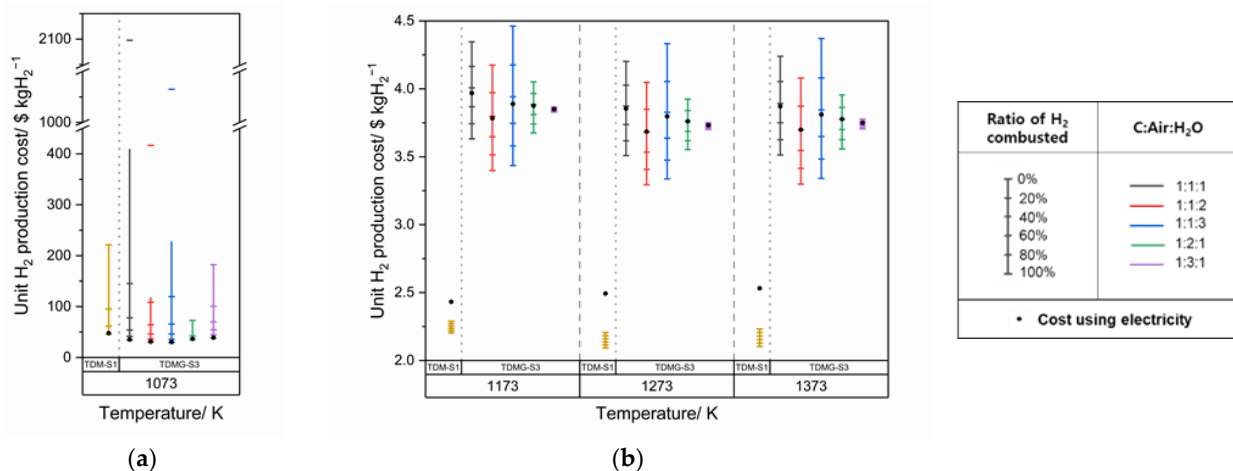 2100
1000
400
300
200
100
0
Unit H2 production cost/ $ kgH2−1
TDM-S1
TDMG-S3
1073
Temperature/ K
(a)
4.5
4.0
3.5
3.0
2.5
2.0
Unit H2 production cost/ $ kgH2−1
TDM-S1
TDMG-S3
TDM-S1
TDMG-S3
TDM-S1
TDMG-S3
1173
1273
1373
Temperature/ K
(b)
Ratio of H2
combusted
C:Air:H2O
0%
20%
40%
60%
80%
100%
1:1:1
1:1:2
1:1:3
1:2:1
1:3:1
Cost using electricity